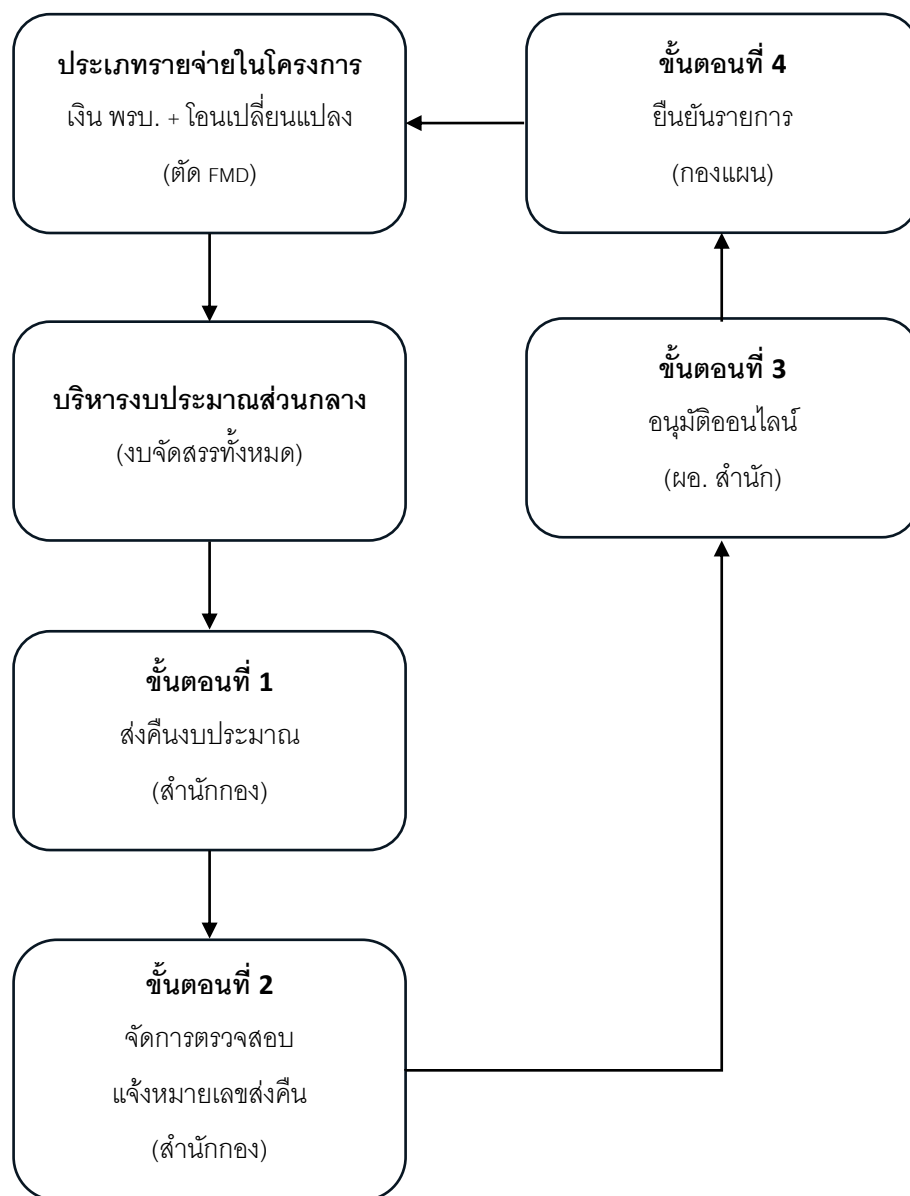 ประเภทรายจ่ายในโครงการ
เงิน พรบ. + โอนเปลี่ยนแปลง
(ตัด FMD)
บริหารงบประมาณส่วนกลาง
(งบจัดสรรทั้งหมด)
ขั้นตอนที่ 1
ส่งคืนงบประมาณ
(สำนักกอง)
ขั้นตอนที่ 2
จัดการตรวจสอบ
แจ้งหมายเลขส่งคืน
(สำนักกอง)
ขั้นตอนที่ 3
อนุมัติออนไลน์
(ผอ. สำนัก)
ขั้นตอนที่ 4
ยืนยันรายการ
(กองแผน)